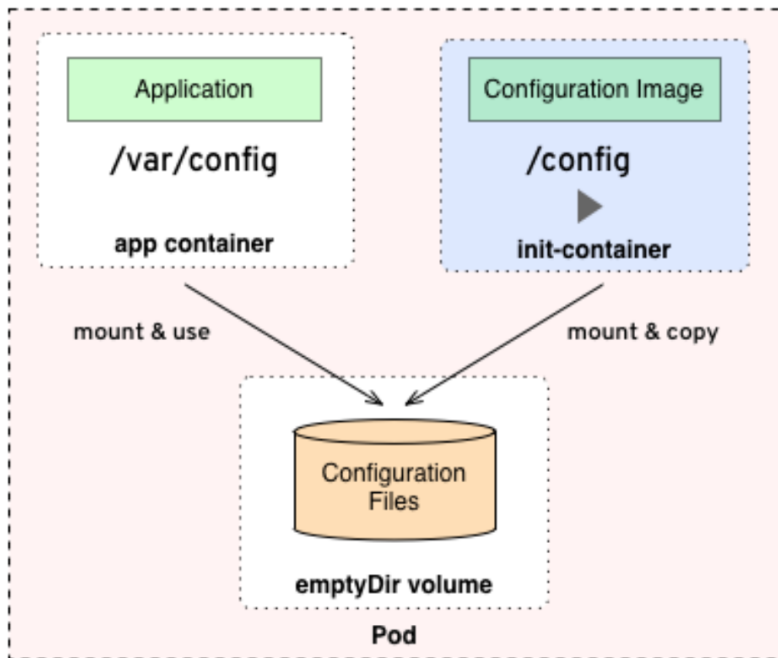 Application
/var/config
app container
Configuration Image
/config
init-container
mount & use
mount & copy
Configuration
Files
emptyDir volume
Pod